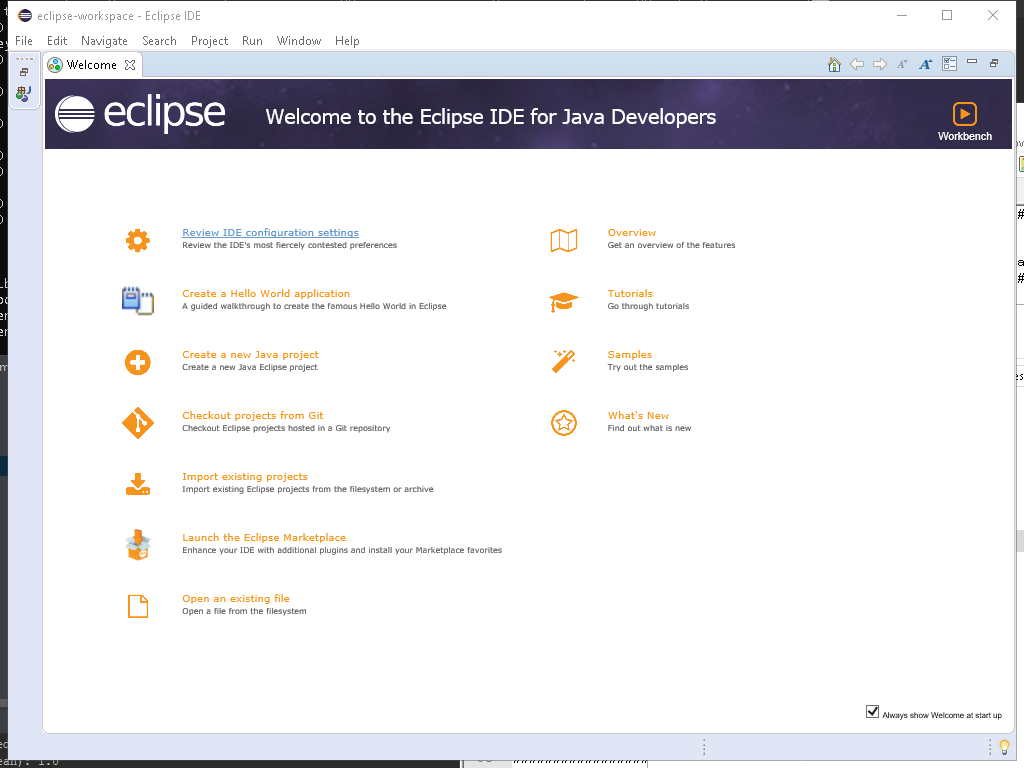 eclipse-workspace - Eclipse IDE
File Edit Navigate Search Project Run Window Help
Welcome
eclipse
Welcome to the Eclipse IDE for Java Developers
Workbench
Review IDE configuration settings
Review the IDE's most fiercely contested preferences
Create a Hello World application
A guided walkthrough to create the famous Hello World in Eclipse
Create a new Java project
Create a new Java Eclipse project
Checkout projects from Git
Checkout Eclipse projects hosted in a Git repository
Import existing projects
Import existing Eclipse projects from the filesystem or archive
Launch the Eclipse Marketplace
Enhance your IDE with additional plugins and install your Marketplace favorites
Open an existing file
Open a file from the filesystem
Overview
Get an overview of the features
Tutorials
Go through tutorials
Samples
Try out the samples
What's New
Find out what is new
Always show Welcome at start up